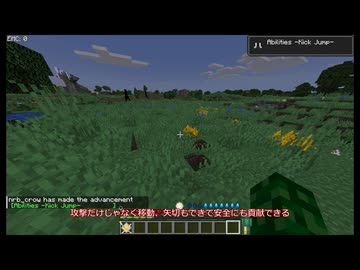 EMC: 0
Abilities -Kick Jump-
nrb_crow has made the advancement
[Abilities -Kick Jump-]
攻撃だけじゃなく移動、矢切もできて安全にも貢献できる